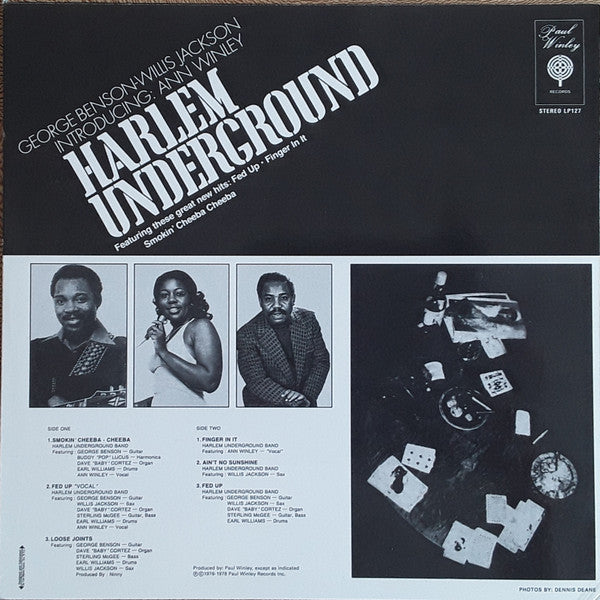 GEORGE BENSON·WILLIS JACKSON
INTRODUCING: ANN WINLEY
HARLEM
UNDERGROUND
Featuring these great new hits: Fed Up - Finger In It
Smokin' Cheeba Cheeba
Paul
Winley
RECORDS
STEREO LP127
SIDE ONE
1. SMOKIN' CHEEBA - CHEEBA
HARLEM UNDERGROUND BAND
Featuring : GEORGE BENSON — Guitar
BUDDY "POP" LUCUS — Harmonica
DAVE "BABY" CORTEZ — Organ
EARL WILLIAMS — Drums
ANN WINLEY — Vocal
2. FED UP "VOCAL"
HARLEM UNDERGROUND BAND
Featuring : GEORGE BENSON — Guitar
WILLIS JACKSON — Sax
DAVE "BABY" CORTEZ — Organ
STERLING McGEE — Guitar, Bass
EARL WILLIAMS — Drums
ANN WINLEY — Vocal
3. LOOSE JOINTS
Featuring : GEORGE BENSON — Guitar
DAVE "BABY" CORTEZ — Organ
STERLING McGEE — Bass
EARL WILLIAMS — Drums
WILLIS JACKSON — Sax
Produced By : Ninny
SIDE TWO
1. FINGER IN IT
HARLEM UNDERGROUND BAND
Featuring : ANN WINLEY — "Vocal"
2. AIN'T NO SUNSHINE
HARLEM UNDERGROUND BAND
Featuring : WILLIS JACKSON — Sax
3. FED UP
HARLEM UNDERGROUND BAND
Featuring : GEORGE BENSON — Guitar
WILLIS JACKSON — Sax
DAVE "BABY" CORTEZ — Organ
STERLING McGEE — Guitar, Bass
EARL WILLIAMS — Drums
Produced by: Paul Winley, except as indicated
Ⓟ©1976-1978 Paul Winley Records Inc.
PHOTOS BY: DENNIS DEANE